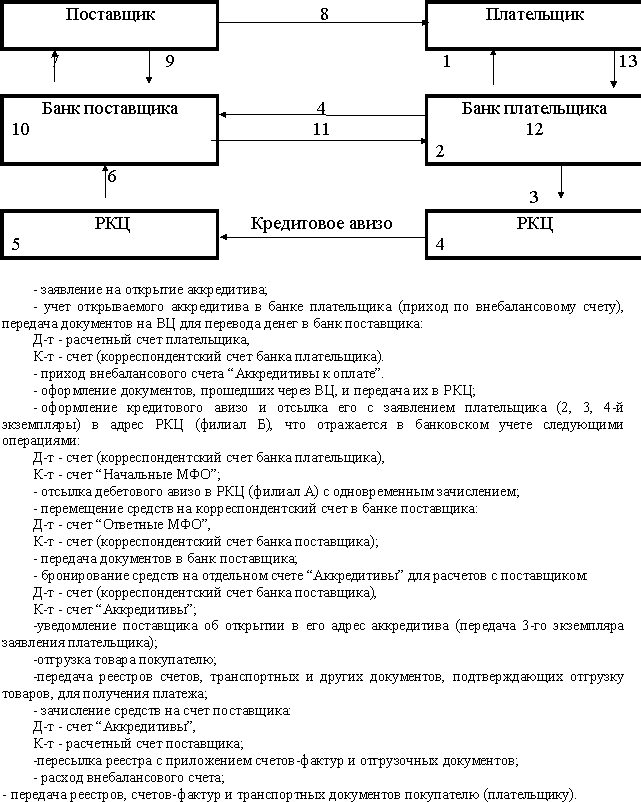 Поставщик 8 Плательщик
7 9 1 13
Банк поставщика 4 Банк плательщика
10 11 12
2
6 3
РКЦ Кредитовое авизо РКЦ
5 4
- заявление на открытие аккредитива;
- учет открываемого аккредитива в банке плательщика (приход по внебалансовому счету),
передача документов на ВЦ для перевода денег в банк поставщика:
Д-т - расчетный счет плательщика,
К-т - счет (корреспондентский счет банка плательщика).
- приход внебалансового счета “Аккредитивы к оплате”.
- оформление документов, прошедших через ВЦ, и передача их в РКЦ;
- оформление кредитового авизо и отсылка его с заявлением плательщика (2, 3, 4-й
экземпляры) в адрес РКЦ (филиал Б), что отражается в банковском учете следующими
операциями:
Д-т - счет (корреспондентский счет банка плательщика),
К-т - счет “Начальные МФО”;
- отсылка дебетового авизо в РКЦ (филиал А) с одновременным зачислением;
- перемещение средств на корреспондентский счет в банке поставщика:
Д-т - счет “Ответные МФО”,
К-т - счет (корреспондентский счет банка поставщика);
- передача документов в банк поставщика;
- бронирование средств на отдельном счете “Аккредитивы” для расчетов с поставщиком:
Д-т - счет (корреспондентский счет банка поставщика),
К-т - счет “Аккредитивы”;
-уведомление поставщика об открытии в его адрес аккредитива (передача 3-го экземпляра
заявления плательщика);
-отгрузка товара покупателю;
-передача реестров счетов, транспортных и других документов, подтверждающих отгрузку
товаров, для получения платежа;
- зачисление средств на счет поставщика:
Д-т - счет “Аккредитивы”,
К-т - расчетный счет поставщика;
-пересылка реестра с приложением счетов-фактур и отгрузочных документов;
- расход внебалансового счета;
- передача реестров, счетов-фактур и транспортных документов покупателю (плательщику).